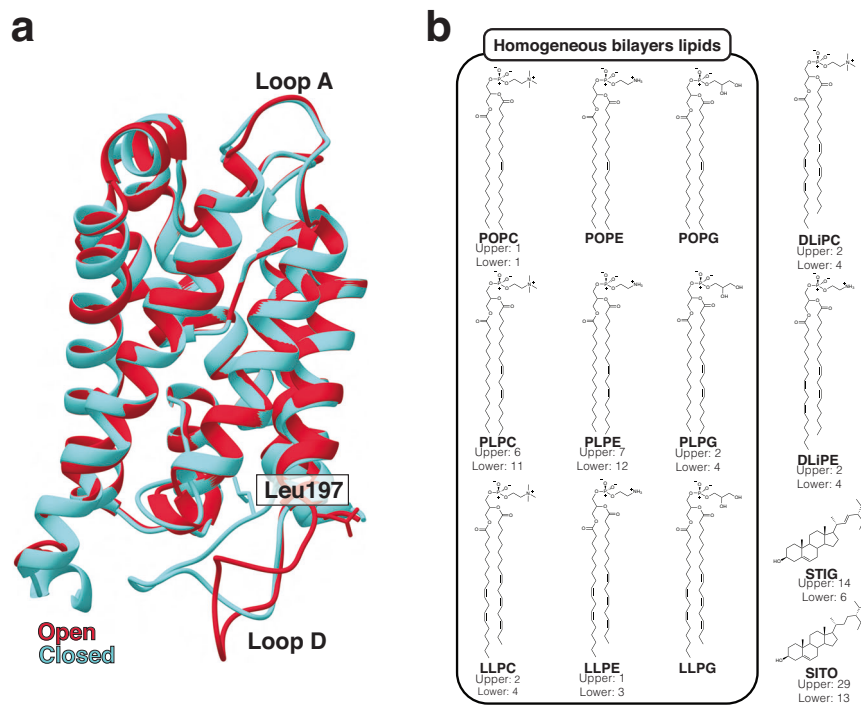 a
Loop A
Leu197
Open
Closed
Loop D
b
Homogeneous bilayers lipids
POPC
Upper: 1
Lower: 1
POPE
POPG
DLiPC
Upper: 2
Lower: 4
PLPC
Upper: 6
Lower: 11
PLPE
Upper: 7
Lower: 12
PLPG
Upper: 2
Lower: 4
DLiPE
Upper: 2
Lower: 4
LLPC
Upper: 2
Lower: 4
LLPE
Upper: 1
Lower: 3
LLPG
HO
STIG
Upper: 14
Lower: 6
HO
SITO
Upper: 29
Lower: 13